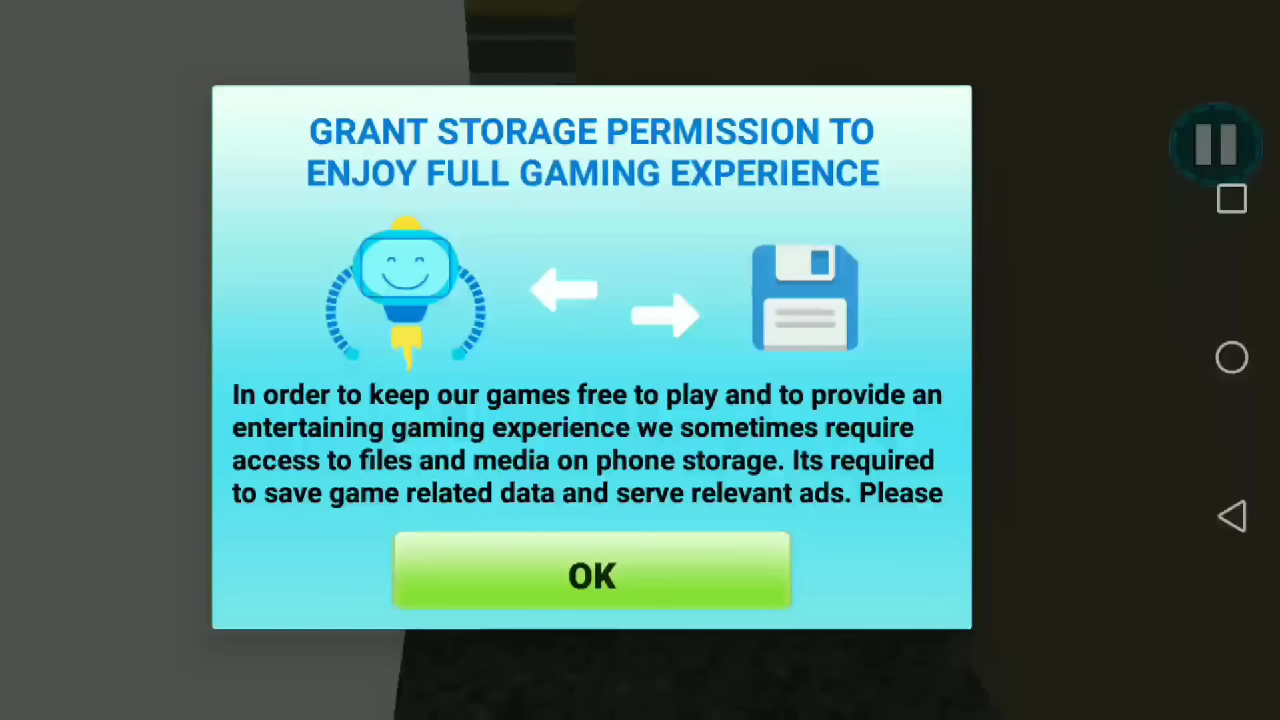 GRANT STORAGE PERMISSION TO
ENJOY FULL GAMING EXPERIENCE
In order to keep our games free to play and to provide an
entertaining gaming experience we sometimes require
access to files and media on phone storage. Its required
to save game related data and serve relevant ads. Please
OK